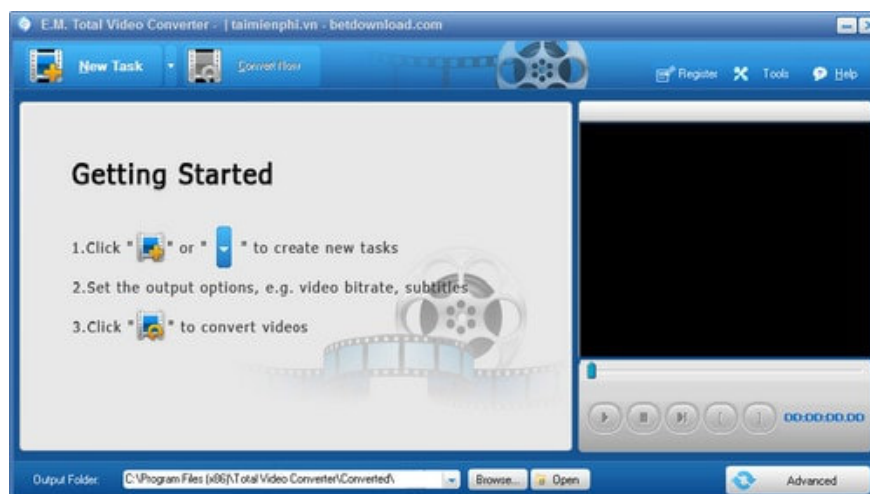 E.M. Total Video Converter - | taimienphi.vn - betdownload.com
New Task
Convert Now
Register
Tools
Help
Getting Started
1.Click " " or " " to create new tasks
2.Set the output options, e.g. video bitrate, subtitles
3.Click " " to convert videos
00:00:00.00
Output Folder: C:\Program Files (x86)\Total Video Converter\Converted\ Browse... Open Advanced